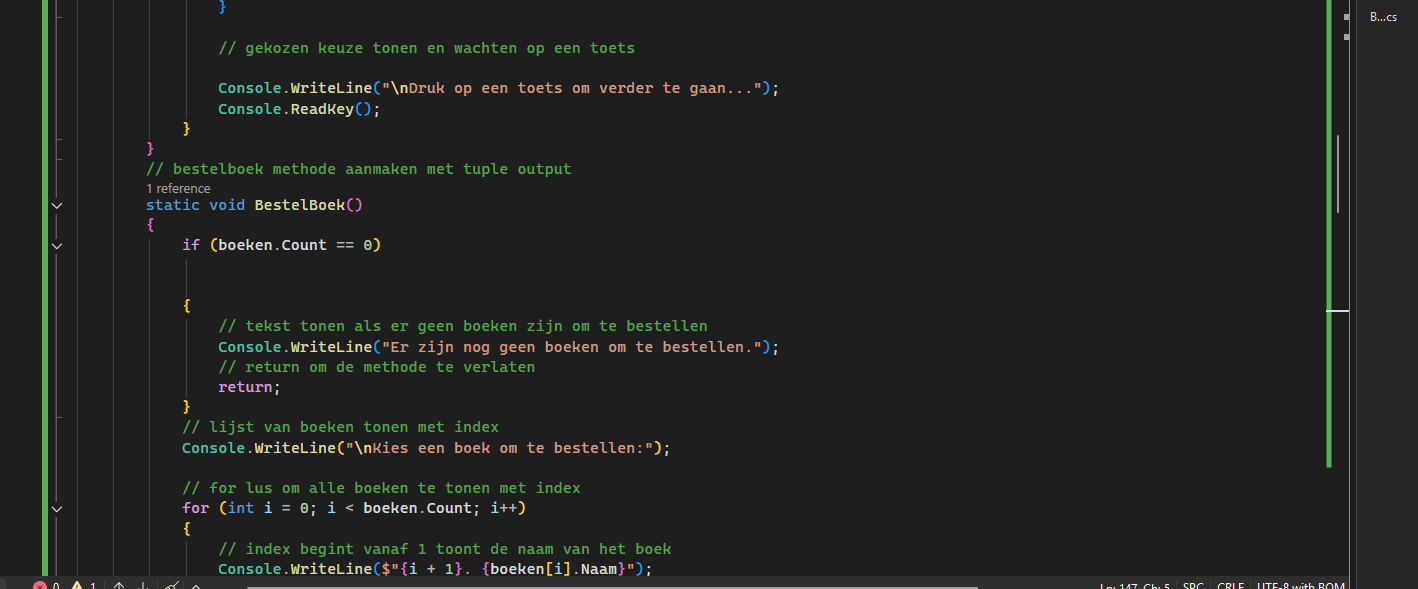 }
B...cs
// gekozen keuze tonen en wachten op een toets
Console.WriteLine("\nDruk op een toets om verder te gaan...");
Console.ReadKey();
}
}
// bestelboek methode aanmaken met tuple output
1 reference
static void BestelBoek()
{
if (boeken.Count == 0)
{
// tekst tonen als er geen boeken zijn om te bestellen
Console.WriteLine("Er zijn nog geen boeken om te bestellen.");
// return om de methode te verlaten
return;
}
// lijst van boeken tonen met index
Console.WriteLine("\nKies een boek om te bestellen:");
// for lus om alle boeken te tonen met index
for (int i = 0; i < boeken.Count; i++)
{
// index begint vanaf 1 toont de naam van het boek
Console.WriteLine($"{i + 1}. {boeken[i].Naam}");
0 1 Ln: 147 Ch: 5 SPC CRLF UTF-8 with BOM